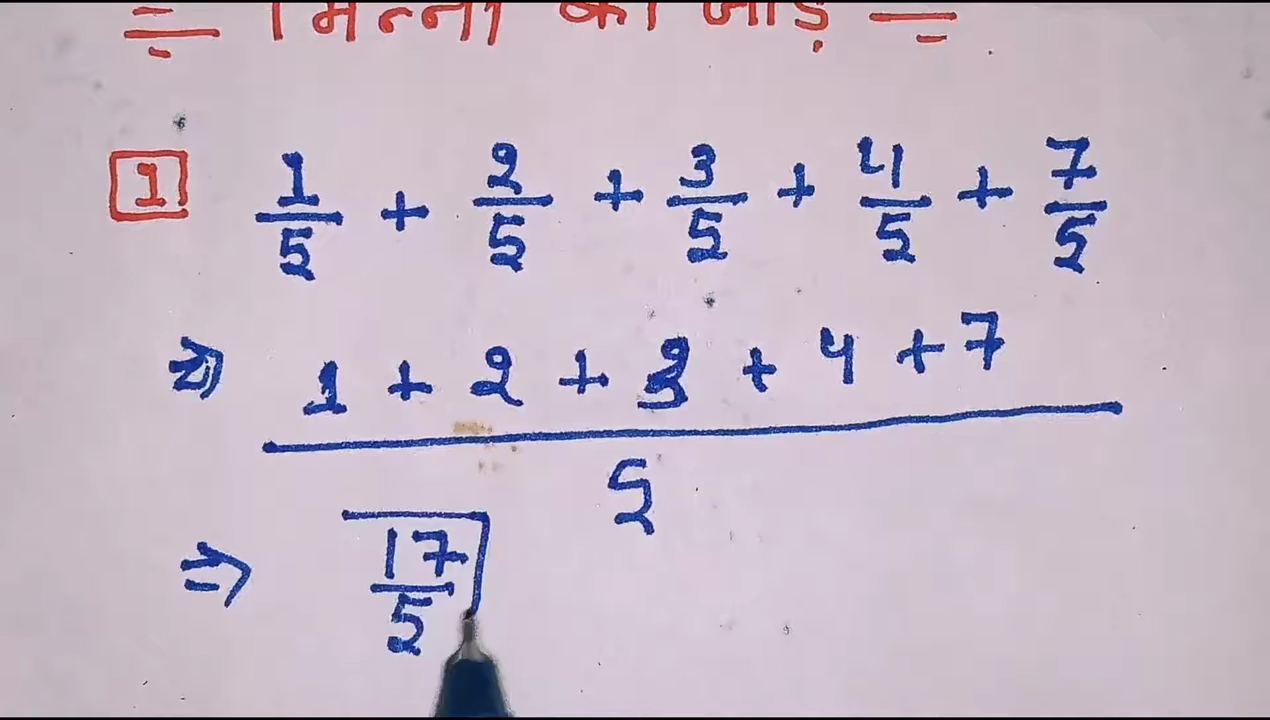 = भिन्नों का जोड़ =
1 1/5 + 2/5 + 3/5 + 4/5 + 7/5
⇒ 1 + 2 + 3 + 4 + 7 / 5
⇒ 17/5